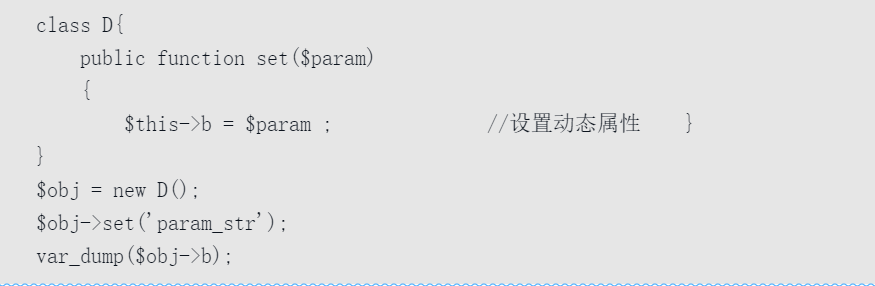 class D{
public function set($param)
{
$this->b = $param ; //设置动态属性 }
}
$obj = new D();
$obj->set('param_str');
var_dump($obj->b);